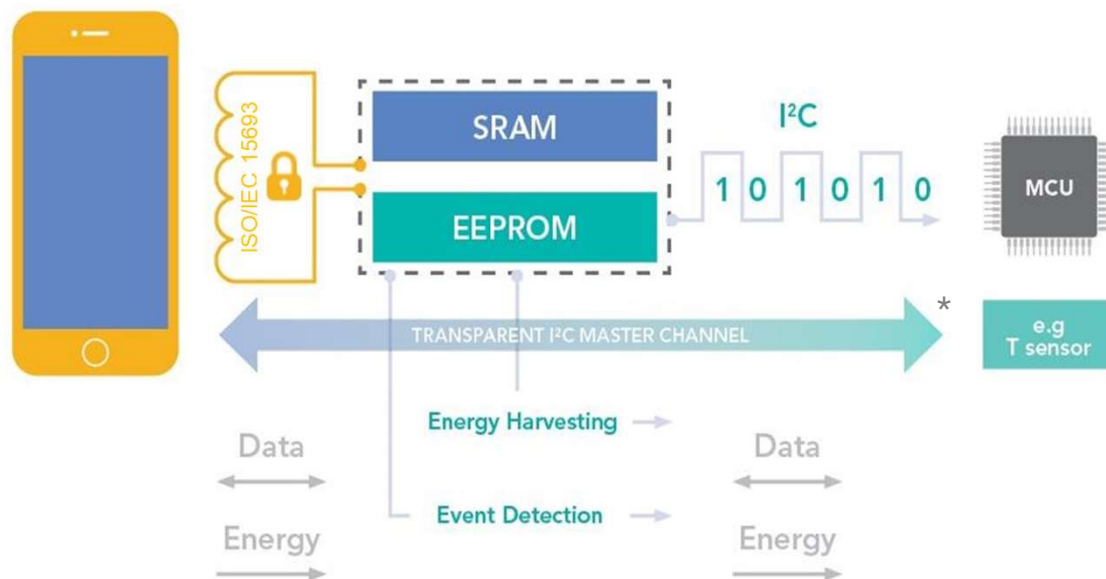 ISO/IEC 15693
SRAM
EEPROM
I²C
1 0 1 0 1 0
MCU
*
TRANSPARENT I²C MASTER CHANNEL
e.g
T sensor
Energy Harvesting
Data
Data
Event Detection
Energy
Energy